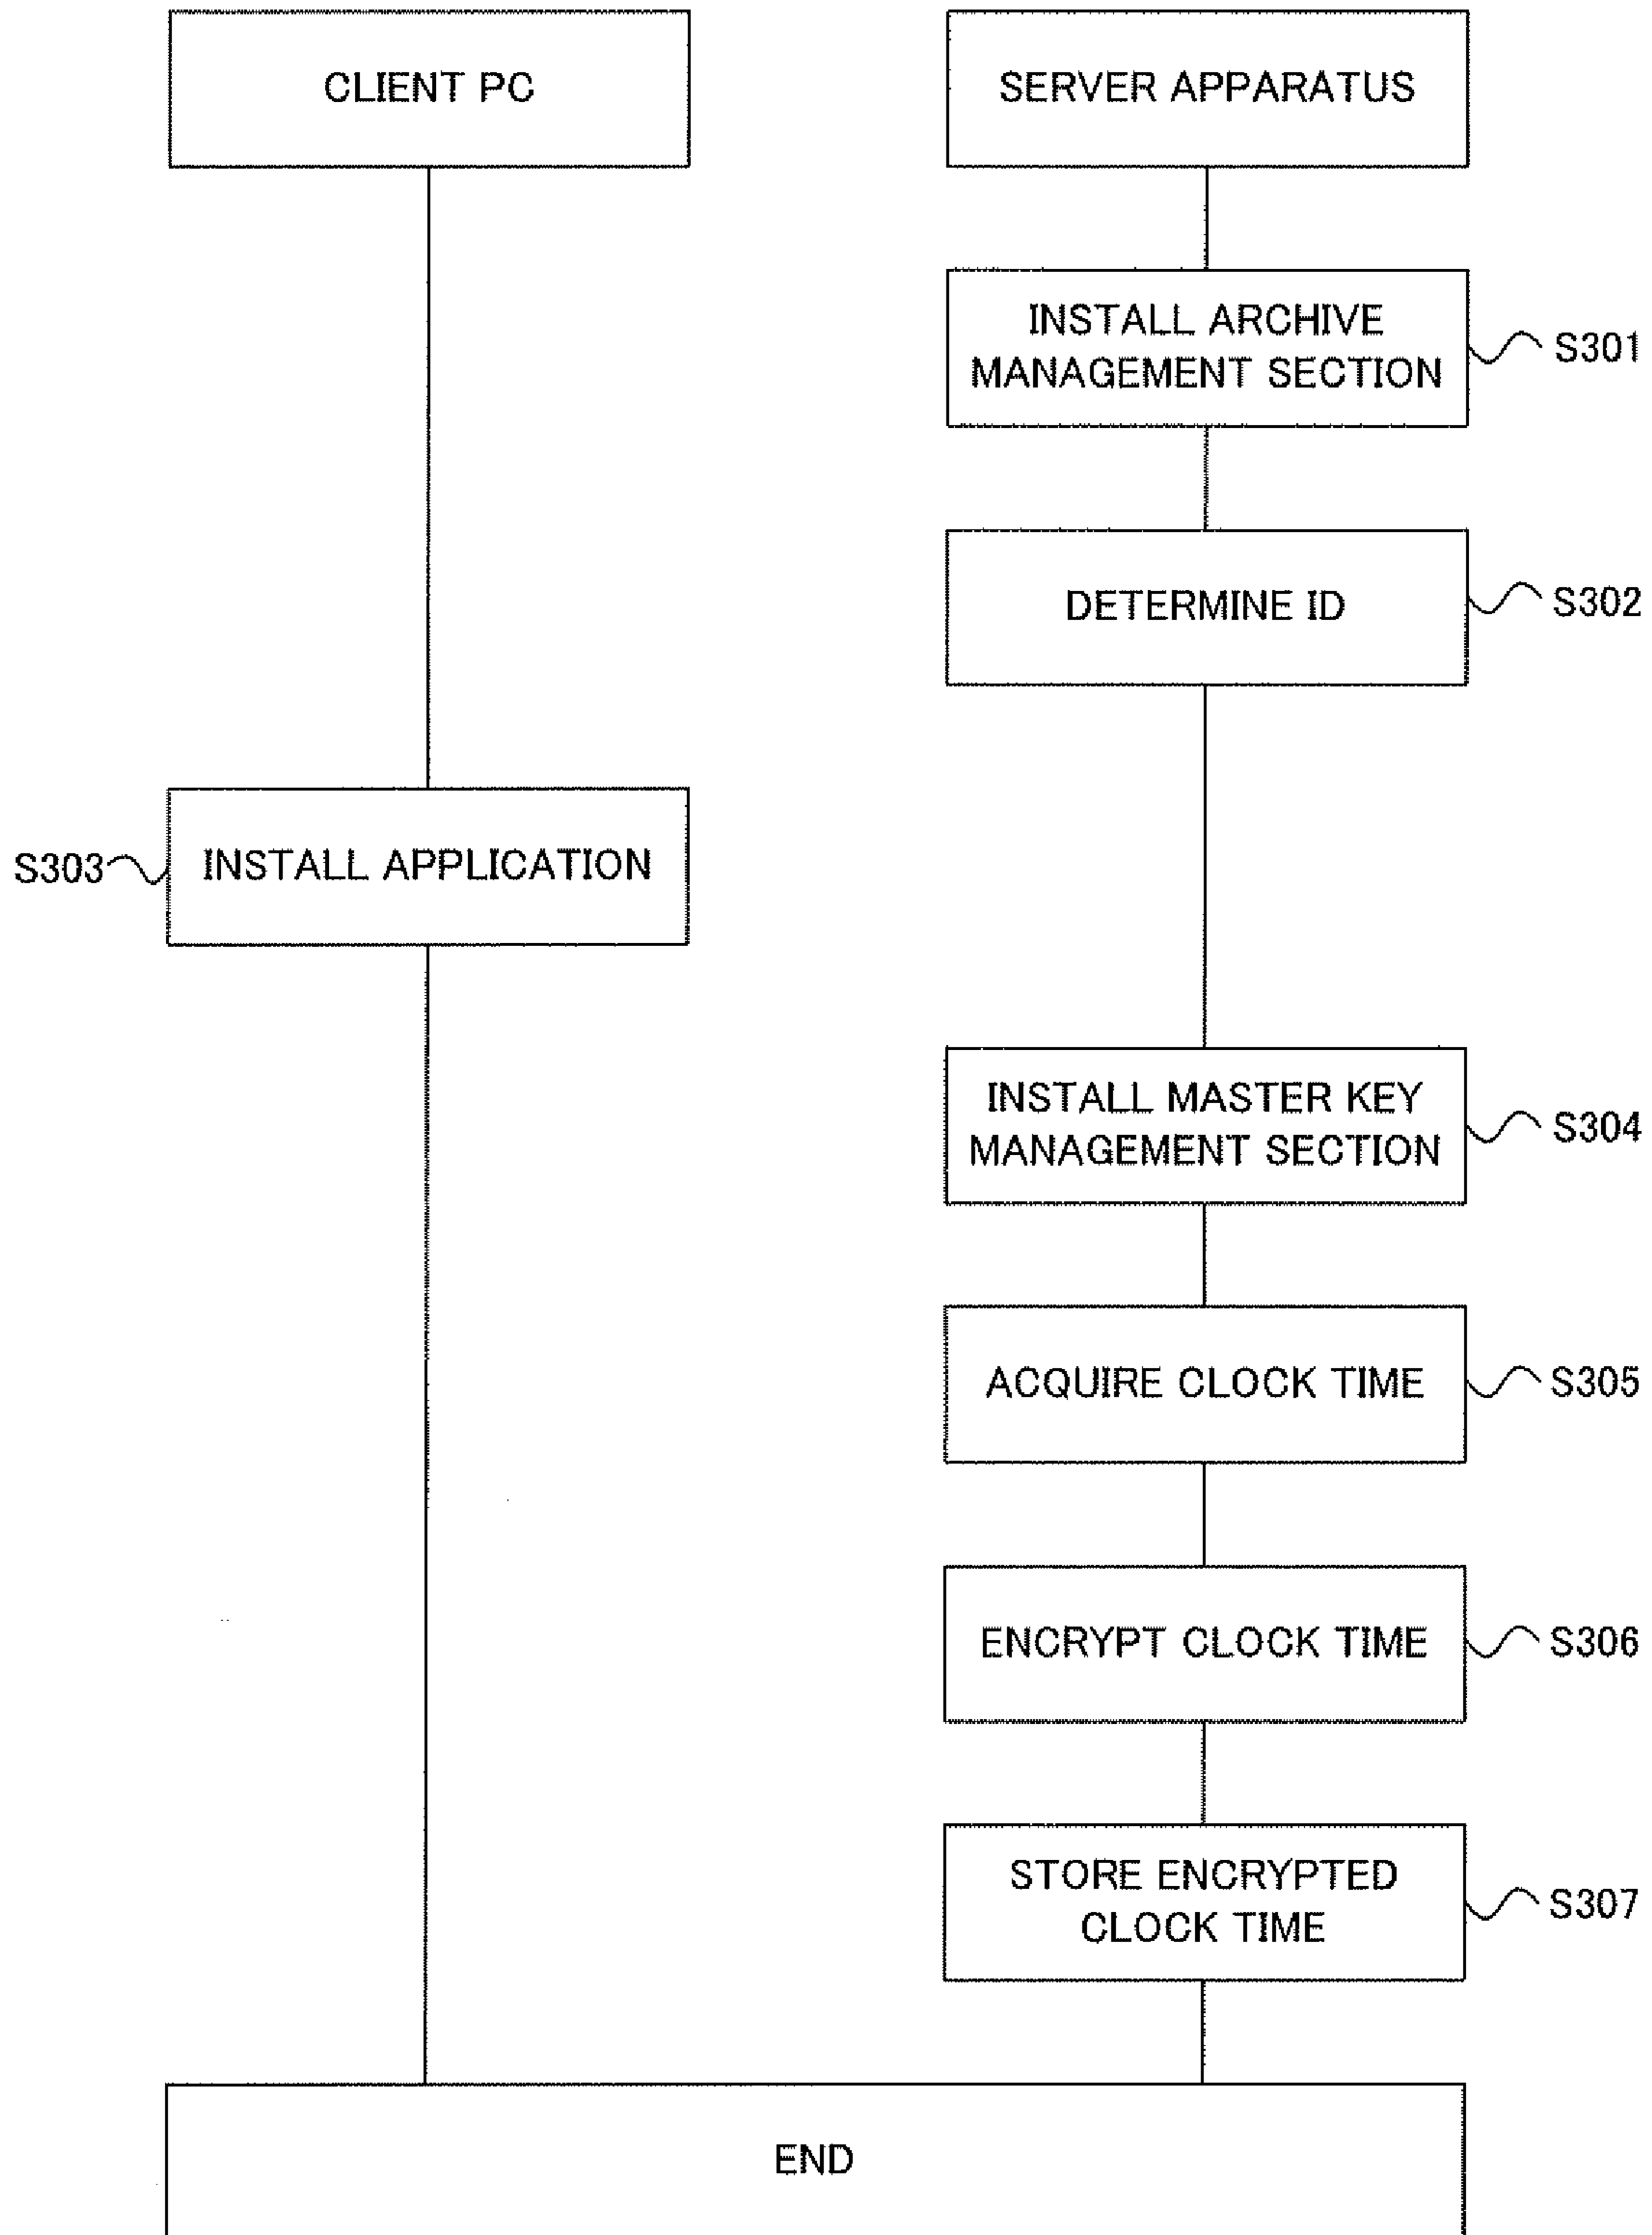 CLIENT PC
SERVER APPARATUS
INSTALL ARCHIVE
MANAGEMENT SECTION
S301
DETERMINE ID
S302
S303
INSTALL APPLICATION
INSTALL MASTER KEY
MANAGEMENT SECTION
S304
ACQUIRE CLOCK TIME
S305
ENCRYPT CLOCK TIME
S306
STORE ENCRYPTED
CLOCK TIME
S307
END